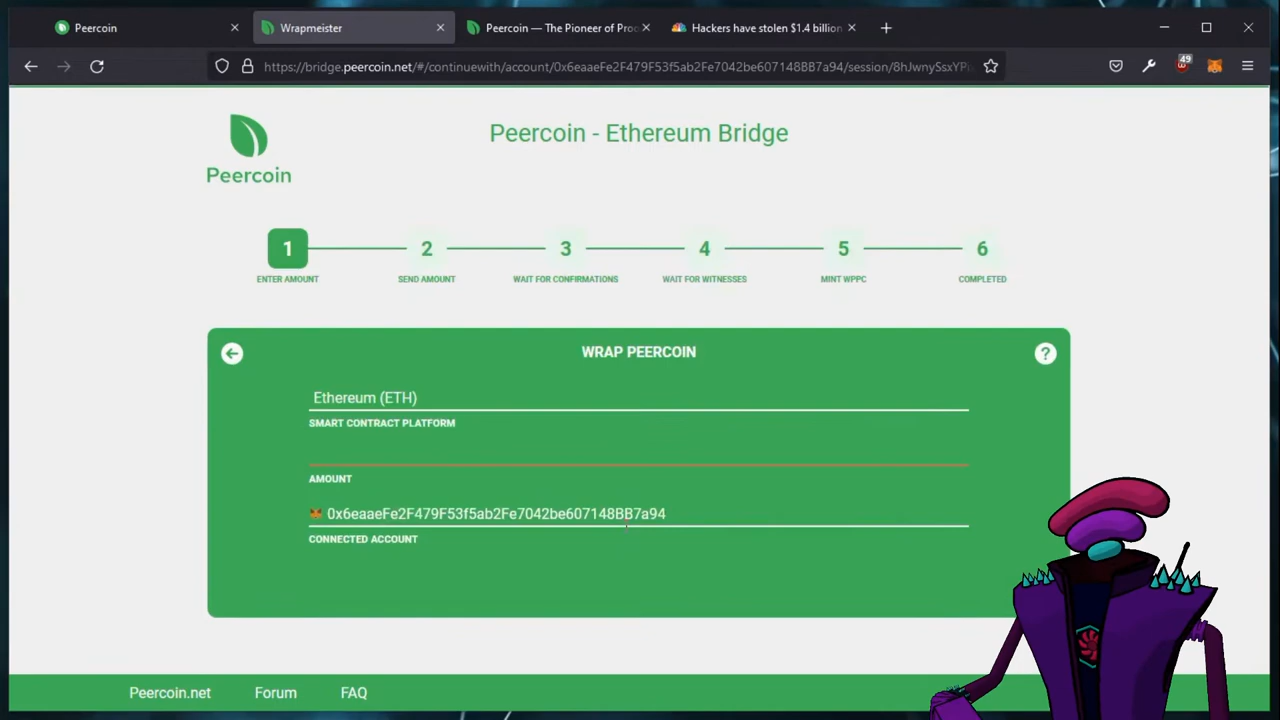 Peercoin
Wrapmeister
Peercoin — The Pioneer of Proo
Hackers have stolen $1.4 billion
https://bridge.peercoin.net/#/continuewith/account/0x6eaaeFe2F479F53f5ab2Fe7042be607148BB7a94/session/8hJwnySsxYP
49
Peercoin
Peercoin - Ethereum Bridge
1
2
3
4
5
6
ENTER AMOUNT
SEND AMOUNT
WAIT FOR CONFIRMATIONS
WAIT FOR WITNESSES
MINT WPPC
COMPLETED
WRAP PEERCOIN
?
Ethereum (ETH)
SMART CONTRACT PLATFORM
AMOUNT
0x6eaaeFe2F479F53f5ab2Fe7042be607148BB7a94
CONNECTED ACCOUNT
Peercoin.net
Forum
FAQ